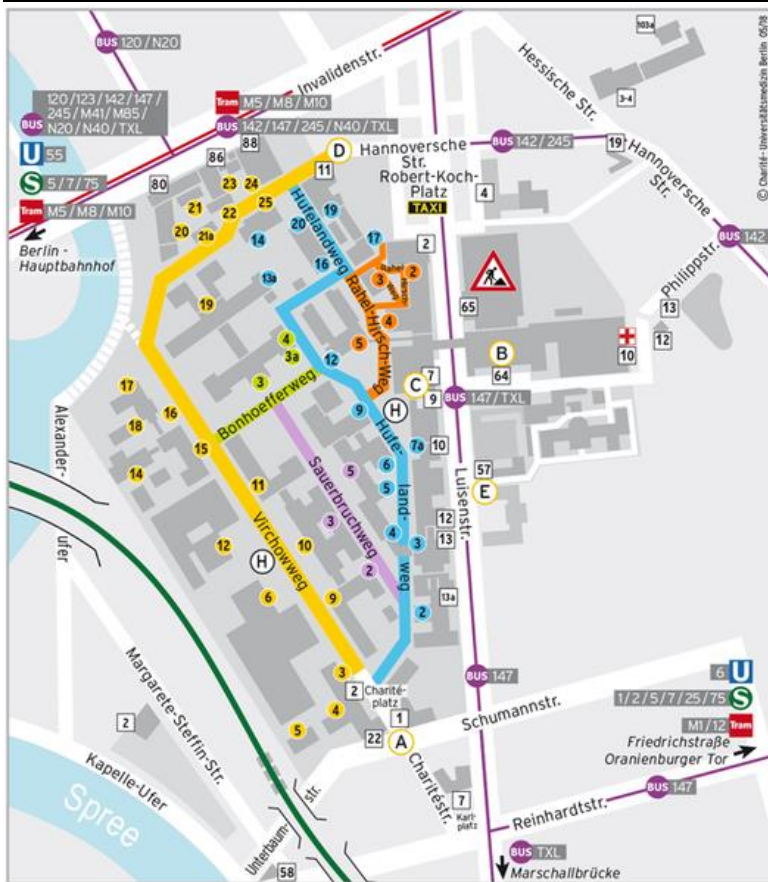 BUS 120 / N20
120 /123 / 142 / 147 /
245 / M41 / M85 /
BUS N20 / N40 / TXL
U 55
S 5 / 7 / 75
Tram M5 / M8 / M10
Berlin -
Hauptbahnhof
Tram M5 / M8 / M10
BUS 142 / 147 / 245 / N40 / TXL
Invalidenstr.
103a
3-4
Hessische Str.
© Charité - Universitätsmedizin Berlin 05/18
88
86
80
D
11
Hannoversche
Str.
Robert-Koch-
Platz
TAXI
BUS 142 / 245
19
Hannoversche
Str.
BUS 142
4
2
65
Philippstr.
13
12
10
B
64
23
24
25
22
21
20
21a
19
14
20
19
16
17
13a
Hufelandweg
Rahel-Hirsch-Weg
Rahel
Hirsch-
Weg
2
3
4
5
6
4
3a
3
12
Bonhoefferweg
C
7
9
H
BUS 147 / TXL
9
Hufe-
land-
weg
7a
10
6
5
4
3
2
12
13
13a
57
E
Luisenstr.
17
16
18
15
14
11
12
10
H
6
9
3
4
5
Virchowweg
Sauerbruchweg
5
3
2
Alexander-
ufer
2
Charité-
platz
1
22
A
Charitéstr.
Schumannstr.
BUS 147
6 U
1 / 2 / 5 / 7 / 25 / 75 S
M1 / 12 Tram
Friedrichstraße
Oranienburger Tor
Margarete-Steffin-Str.
2
Kapelle-Ufer
Spree
Unterbaum-
str.
58
7
Karl-
platz
Reinhardtstr.
BUS 147
BUS TXL
Marschallbrücke